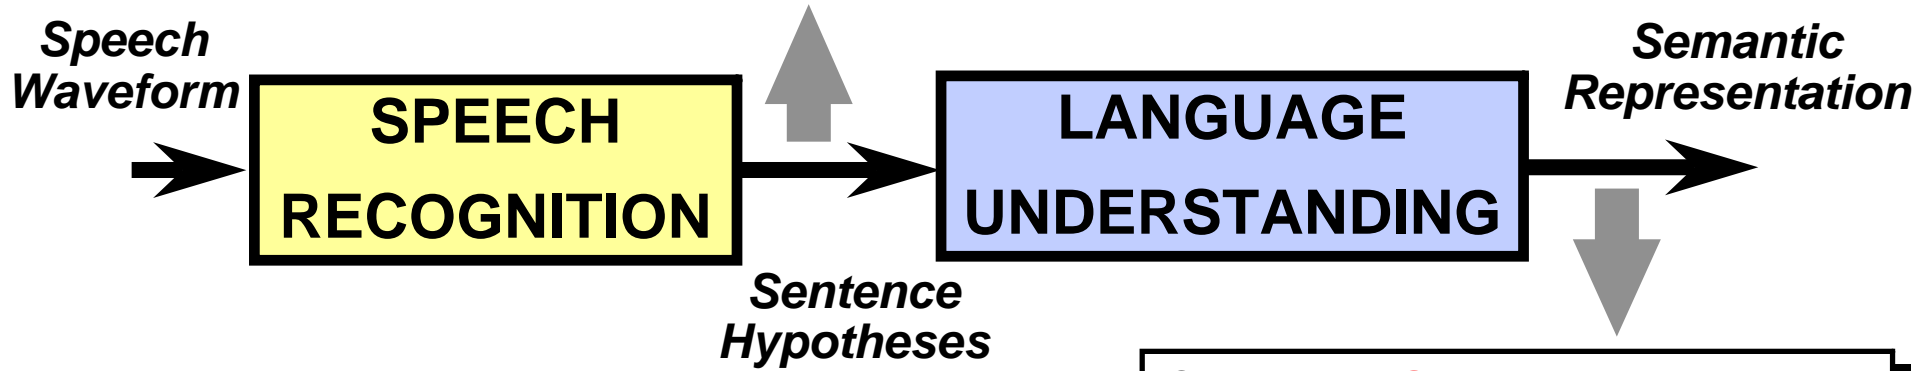 Speech
Waveform
SPEECH
RECOGNITION
Sentence
Hypotheses
LANGUAGE
UNDERSTANDING
Semantic
Representation